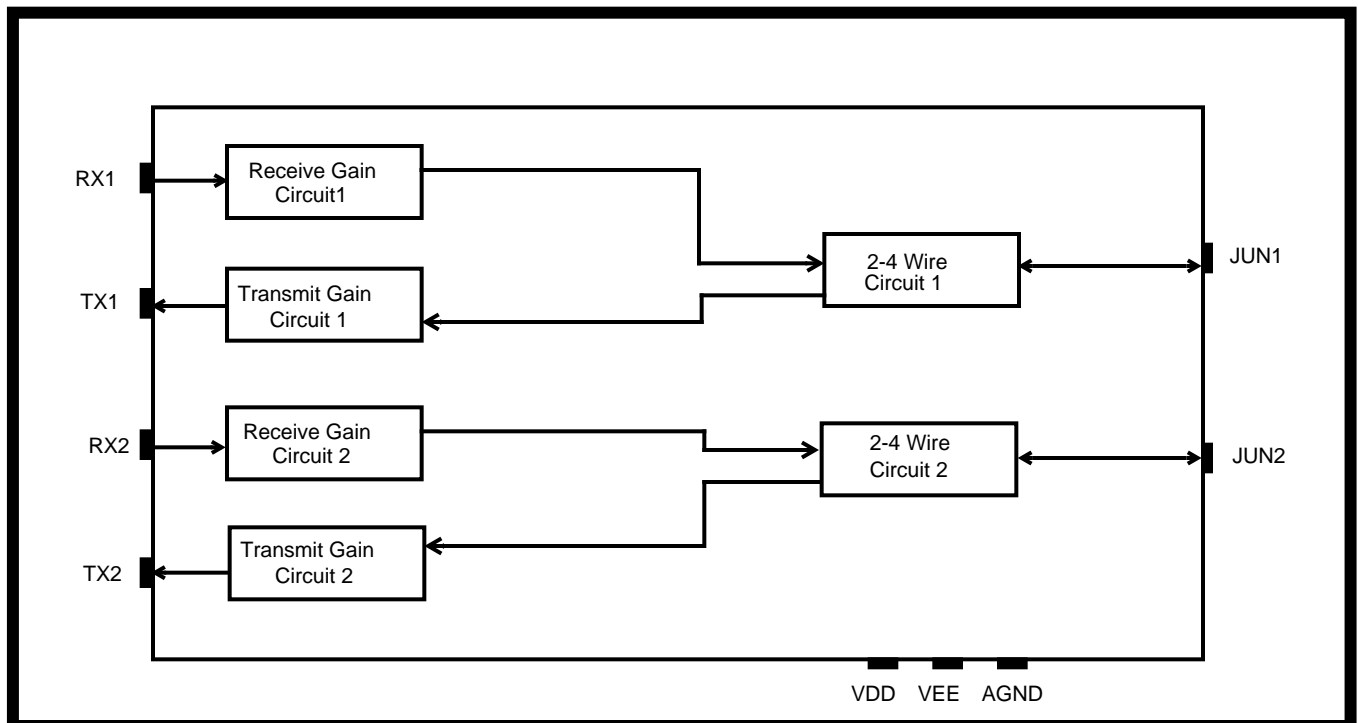 RX1
Receive Gain
Circuit1
TX1
Transmit Gain
Circuit 1
2-4 Wire
Circuit 1
JUN1
RX2
Receive Gain
Circuit 2
2-4 Wire
Circuit 2
JUN2
TX2
Transmit Gain
Circuit 2
VDD VEE AGND